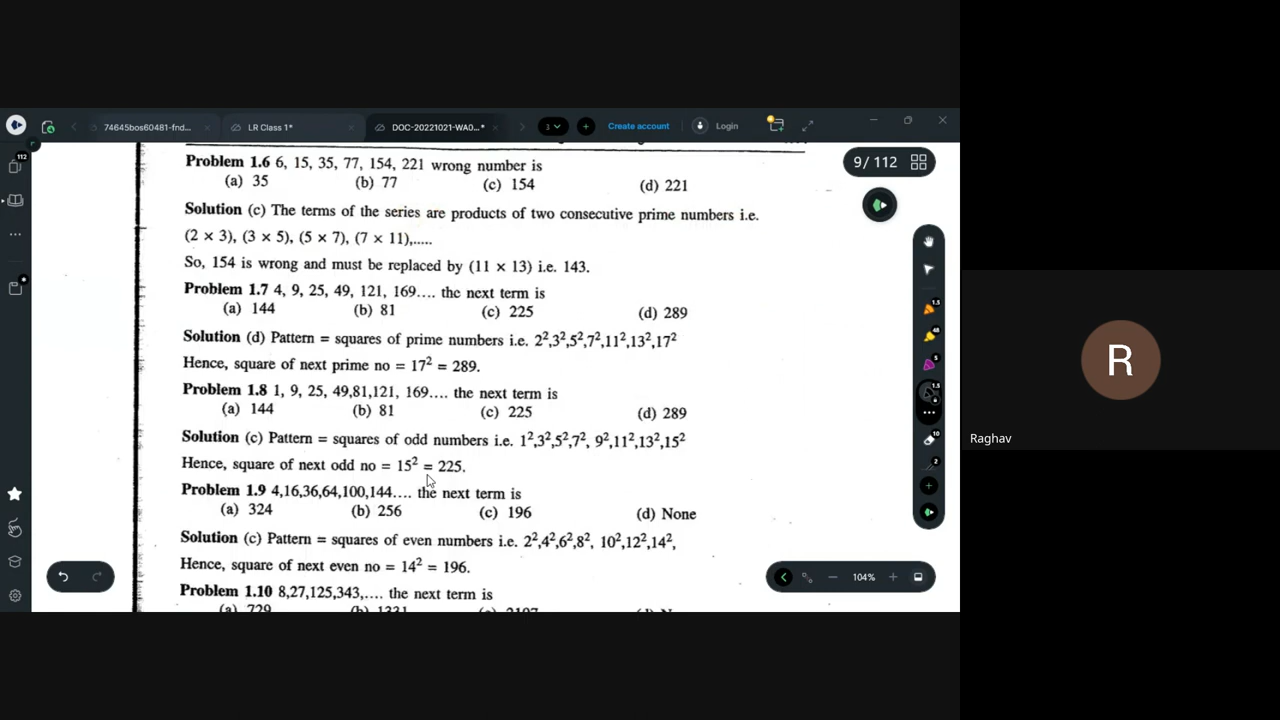 74645bos60481-fnd...
LR Class 1*
DOC-20221021-WA0...*
3
Create account
Login
112
9/112
Problem 1.6 6, 15, 35, 77, 154, 221 wrong number is
(a) 35 (b) 77 (c) 154 (d) 221
Solution (c) The terms of the series are products of two consecutive prime numbers i.e.
(2 × 3), (3 × 5), (5 × 7), (7 × 11),.....
So, 154 is wrong and must be replaced by (11 × 13) i.e. 143.
Problem 1.7 4, 9, 25, 49, 121, 169.... the next term is
(a) 144 (b) 81 (c) 225 (d) 289
Solution (d) Pattern = squares of prime numbers i.e. 2²,3²,5²,7²,11²,13²,17²
Hence, square of next prime no = 17² = 289.
Problem 1.8 1, 9, 25, 49,81,121, 169.... the next term is
(a) 144 (b) 81 (c) 225 (d) 289
Solution (c) Pattern = squares of odd numbers i.e. 1²,3²,5²,7², 9²,11²,13²,15²
Hence, square of next odd no = 15² = 225.
Problem 1.9 4,16,36,64,100,144.... the next term is
(a) 324 (b) 256 (c) 196 (d) None
Solution (c) Pattern = squares of even numbers i.e. 2²,4²,6²,8², 10²,12²,14²,
Hence, square of next even no = 14² = 196.
Problem 1.10 8,27,125,343,.... the next term is
(a) 729 (b) 1331 (c) 2197
104%
R
Raghav